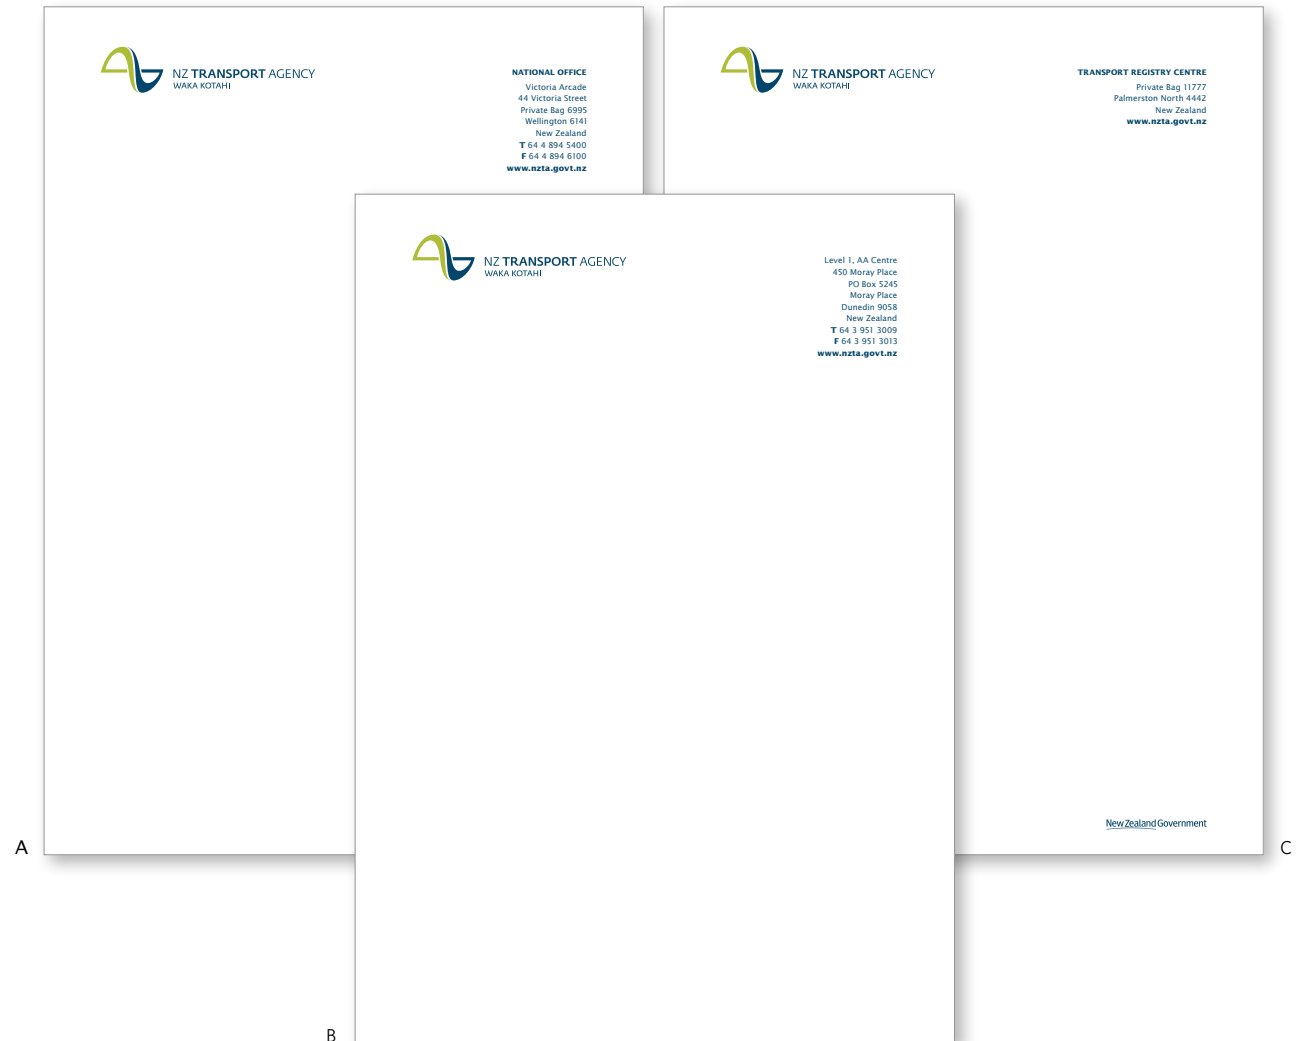 NZ TRANSPORT AGENCY
WAKA KOTAHI
NATIONAL OFFICE
Victoria Arcade
44 Victoria Street
Private Bag 6995
Wellington 6141
New Zealand
T 64 4 894 5400
F 64 4 894 6100
www.nzta.govt.nz
A
NZ TRANSPORT AGENCY
WAKA KOTAHI
TRANSPORT REGISTRY CENTRE
Private Bag 11777
Palmerston North 4442
New Zealand
www.nzta.govt.nz
New Zealand Government
C
NZ TRANSPORT AGENCY
WAKA KOTAHI
Level 1, AA Centre
450 Moray Place
PO Box 5245
Moray Place
Dunedin 9058
New Zealand
T 64 3 951 3009
F 64 3 951 3013
www.nzta.govt.nz
B